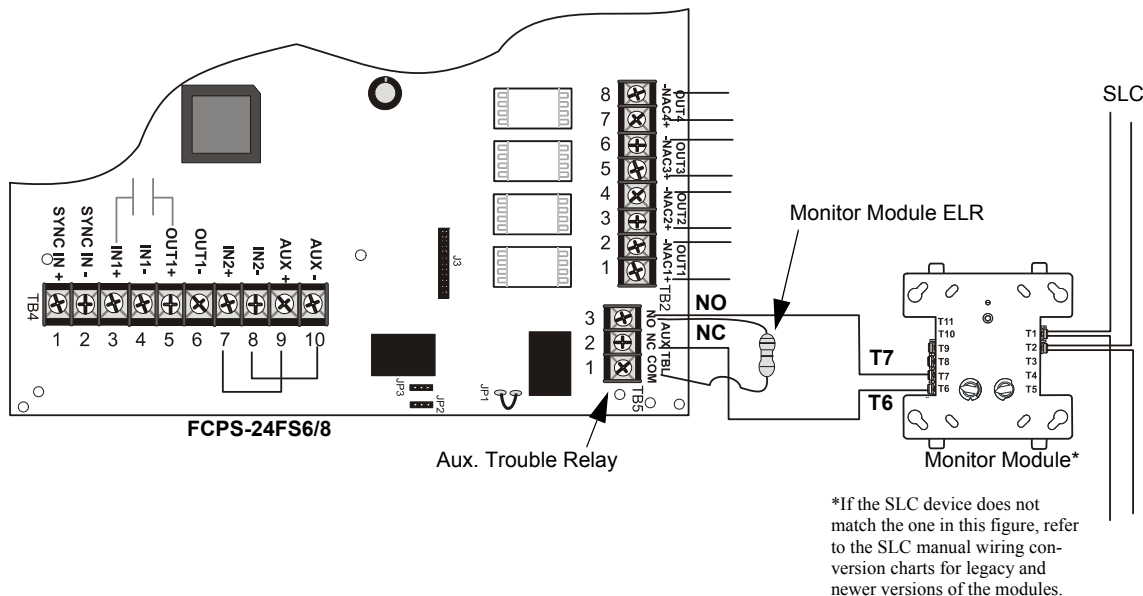 SLC
8
7
6
5
4
3
2
1
-NAC4+ OUT4
-NAC3+ OUT3
-NAC2+ OUT2
-NAC1+ OUT1
TB2
Monitor Module ELR
SYNC IN +
SYNC IN -
IN1+
IN1-
OUT1+
OUT1-
IN2+
IN2-
AUX +
AUX -
TB4
1 2 3 4 5 6 7 8 9 10
J3
JP3
JP2
JP1
3
2
1
NO NC COM
AUX TBL
TB5
NO
NC
T7
T6
T11
T10
T9
T8
T7
T6
T1
T2
T3
T4
T5
FCPS-24FS6/8
Aux. Trouble Relay
Monitor Module*
*If the SLC device does not
match the one in this figure, refer
to the SLC manual wiring con-
version charts for legacy and
newer versions of the modules.